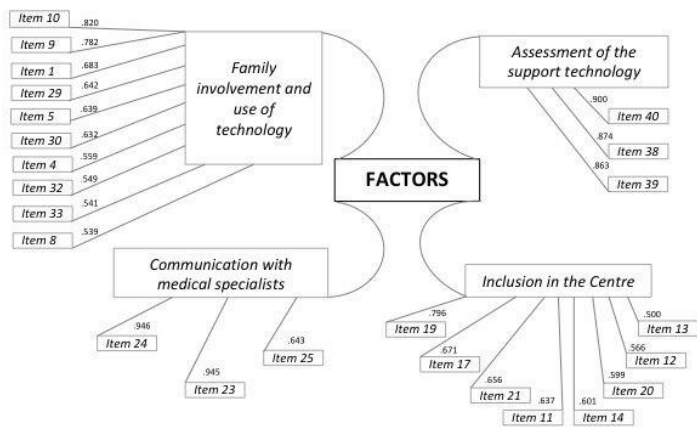 Item 10
.820
Item 9
.782
Item 1
.683
Item 29
.642
Item 5
.639
Item 30
.632
Item 4
.559
Item 32
.549
Item 33
.541
Item 8
.539
Family
involvement and
use of
technology
Assessment of the
support technology
.900
Item 40
.874
Item 38
.863
Item 39
FACTORS
Communication with
medical specialists
.946
Item 24
.945
Item 23
.643
Item 25
Inclusion in the Centre
.796
Item 19
.671
Item 17
.656
Item 21
.637
Item 11
.601
Item 14
.599
Item 20
.566
Item 12
.500
Item 13